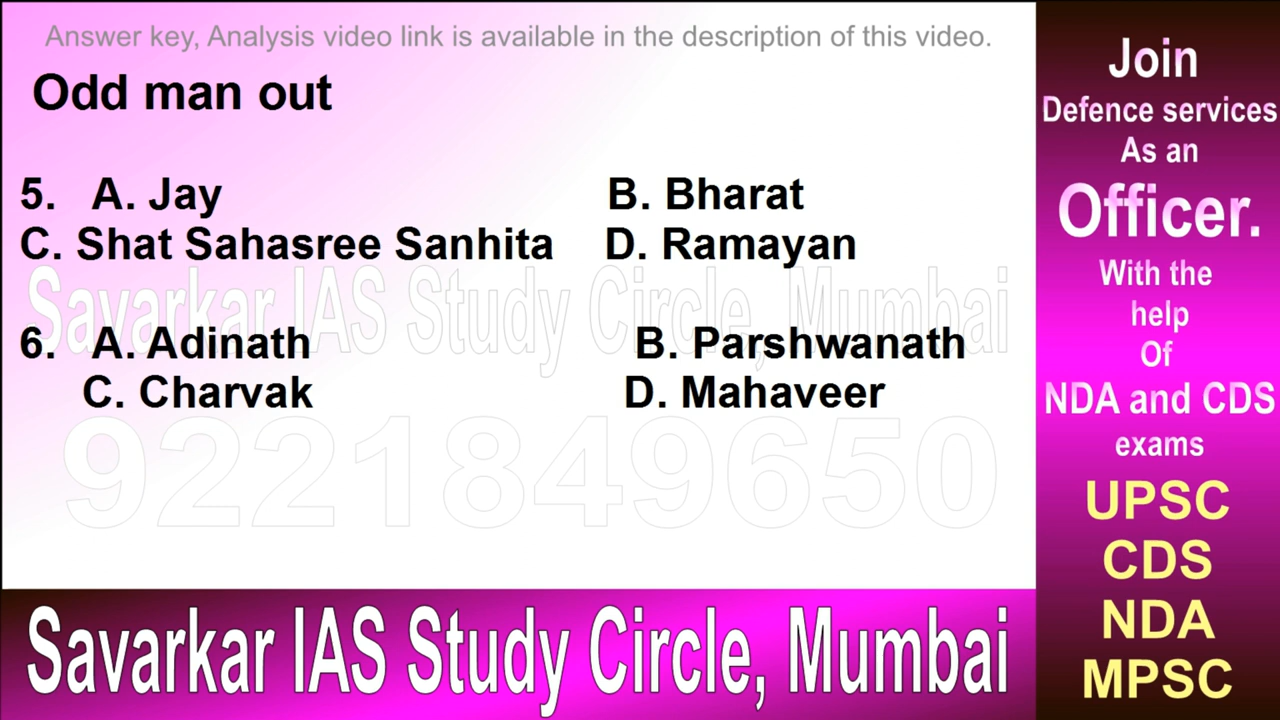 Answer key, Analysis video link is available in the description of this video.
Odd man out
5. A. Jay B. Bharat
C. Shat Sahasree Sanhita D. Ramayan
Savarkar IAS Study Circle, Mumbai
6. A. Adinath B. Parshwanath
C. Charvak D. Mahaveer
9221849650
Savarkar IAS Study Circle, Mumbai
Join
Defence services
As an
Officer.
With the
help
Of
NDA and CDS
exams
UPSC
CDS
NDA
MPSC